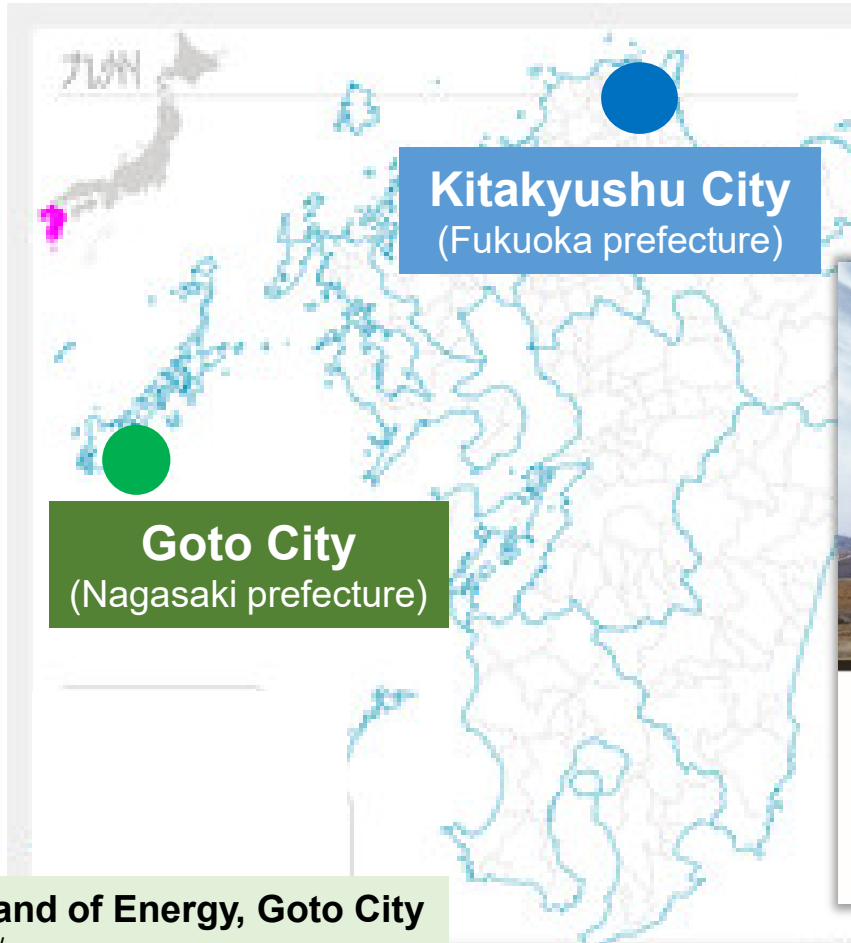 九州
Kitakyushu City
(Fukuoka prefecture)
Goto City
(Nagasaki prefecture)
and of Energy, Goto City